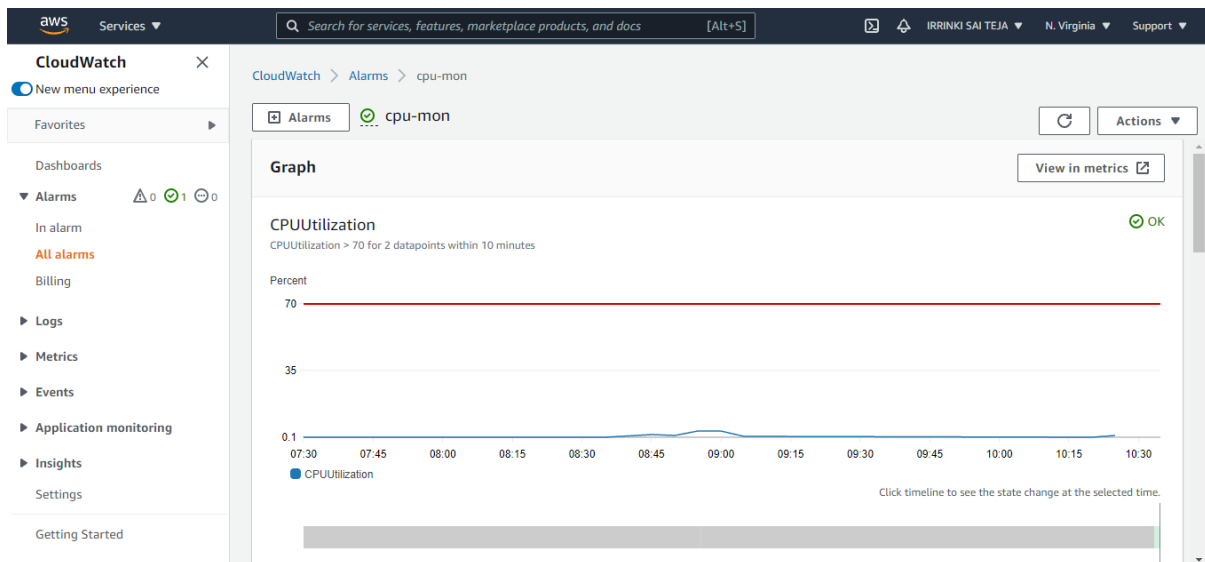 aws Services ▼ Search for services, features, marketplace products, and docs [Alt+S] IRRINKI SAI TEJA ▼ N. Virginia ▼ Support ▼
CloudWatch
New menu experience
Favorites
Dashboards
Alarms 0 1 0
In alarm
All alarms
Billing
Logs
Metrics
Events
Application monitoring
Insights
Settings
Getting Started
CloudWatch > Alarms > cpu-mon
Alarms cpu-mon Actions ▼
Graph View in metrics
CPUUtilization OK
CPUUtilization > 70 for 2 datapoints within 10 minutes
Percent
70
35
0.1
07:30 07:45 08:00 08:15 08:30 08:45 09:00 09:15 09:30 09:45 10:00 10:15 10:30
CPUUtilization
Click timeline to see the state change at the selected time.